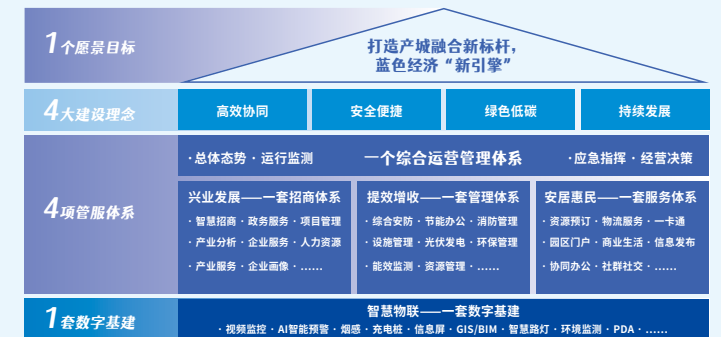 1个愿景目标
打造产城融合新标杆，
蓝色经济“新引擎”
4大建设理念
高效协同
安全便捷
绿色低碳
持续发展
4项管服体系
·总体态势·运行监测
一个综合运营管理体系
·应急指挥·经营决策
兴业发展——一套招商体系
·智慧招商·政务服务·项目管理
·产业分析·企业服务·人力资源
·产业服务·企业画像·……
提效增收——一套管理体系
·综合安防·节能办公·消防管理
·设施管理·光伏发电·环保管理
·能效监测·资源管理·……
安居惠民——一套服务体系
·资源预订·物流服务·一卡通
·园区门户·商业生活·信息发布
·协同办公·社群社交·……
1套数字基建
智慧物联——一套数字基建
·视频监控·AI智能预警·烟感·充电桩·信息屏·GIS/BIM·智慧路灯·环境监测·PDA·……